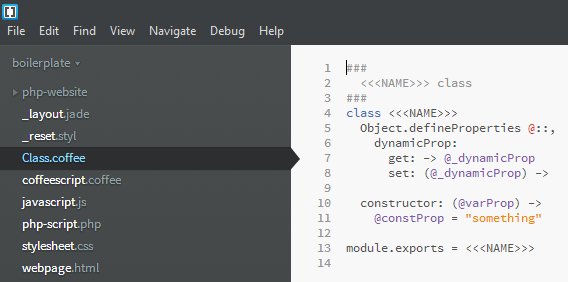 []
File Edit Find View Navigate Debug Help
boilerplate
php-website
_layout.jade
_reset.styl
Class.coffee
coffeescript.coffee
javascript.js
php-script.php
stylesheet.css
webpage.html
1 ###
2   <<<NAME>>> class
3 ###
4 class <<<NAME>>>
5   Object.defineProperties @::,
6     dynamicProp:
7       get: -> @_dynamicProp
8       set: (@_dynamicProp) ->
9
10   constructor: (@varProp) ->
11     @constProp = "something"
12
13 module.exports = <<<NAME>>>
14